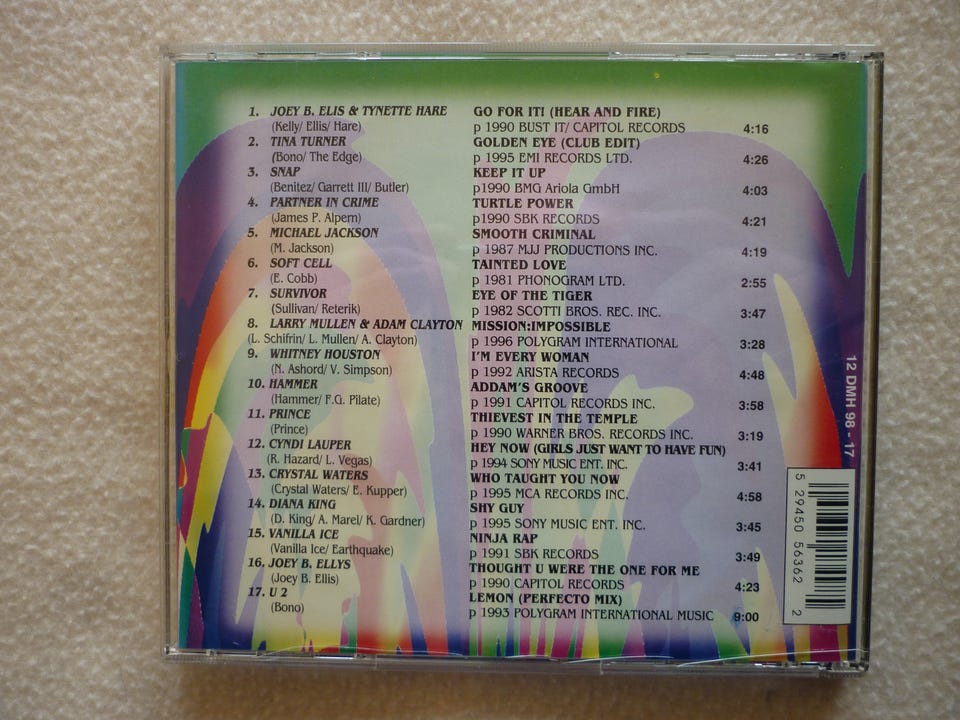 1. JOEY B. ELIS & TYNETTE HARE GO FOR IT! (HEAR AND FIRE)
(Kelly/ Ellis/ Hare) p 1990 BUST IT/ CAPITOL RECORDS 4:16
2. TINA TURNER GOLDEN EYE (CLUB EDIT)
(Bono/ The Edge) p 1995 EMI RECORDS LTD. 4:26
3. SNAP KEEP IT UP
(Benitez/ Garrett III/ Butler) p1990 BMG Ariola GmbH 4:03
4. PARTNER IN CRIME TURTLE POWER
(James P. Alpern) p1990 SBK RECORDS 4:21
5. MICHAEL JACKSON SMOOTH CRIMINAL
(M. Jackson) p 1987 MJJ PRODUCTIONS INC. 4:19
6. SOFT CELL TAINTED LOVE
(E. Cobb) p 1981 PHONOGRAM LTD. 2:55
7. SURVIVOR EYE OF THE TIGER
(Sullivan/ Reterik) p 1982 SCOTTI BROS. REC. INC. 3:47
8. LARRY MULLEN & ADAM CLAYTON MISSION:IMPOSSIBLE
(L. Schifrin/ L. Mullen/ A. Clayton) p 1996 POLYGRAM INTERNATIONAL 3:28
9. WHITNEY HOUSTON I'M EVERY WOMAN
(N. Ashord/ V. Simpson) p 1992 ARISTA RECORDS 4:48
10. HAMMER ADDAM'S GROOVE
(Hammer/ F.G. Pilate) p 1991 CAPITOL RECORDS INC. 3:58
11. PRINCE THIEVEST IN THE TEMPLE
(Prince) p 1990 WARNER BROS. RECORDS INC. 3:19
12. CYNDI LAUPER HEY NOW (GIRLS JUST WANT TO HAVE FUN)
(R. Hazard/ L. Vegas) p 1994 SONY MUSIC ENT. INC. 3:41
13. CRYSTAL WATERS WHO TAUGHT YOU NOW
(Crystal Waters/ E. Kupper) p 1995 MCA RECORDS INC. 4:58
14. DIANA KING SHY GUY
(D. King/ A. Marel/ K. Gardner) p 1995 SONY MUSIC ENT. INC. 3:45
15. VANILLA ICE NINJA RAP
(Vanilla Ice/ Earthquake) p 1991 SBK RECORDS 3:49
16. JOEY B. ELLYS THOUGHT U WERE THE ONE FOR ME
(Joey B. Ellis) p 1990 CAPITOL RECORDS 4:23
17. U 2 LEMON (PERFECTO MIX)
(Bono) p 1993 POLYGRAM INTERNATIONAL MUSIC 9:00
12 DMH 98 - 17
5 29450 56362 2